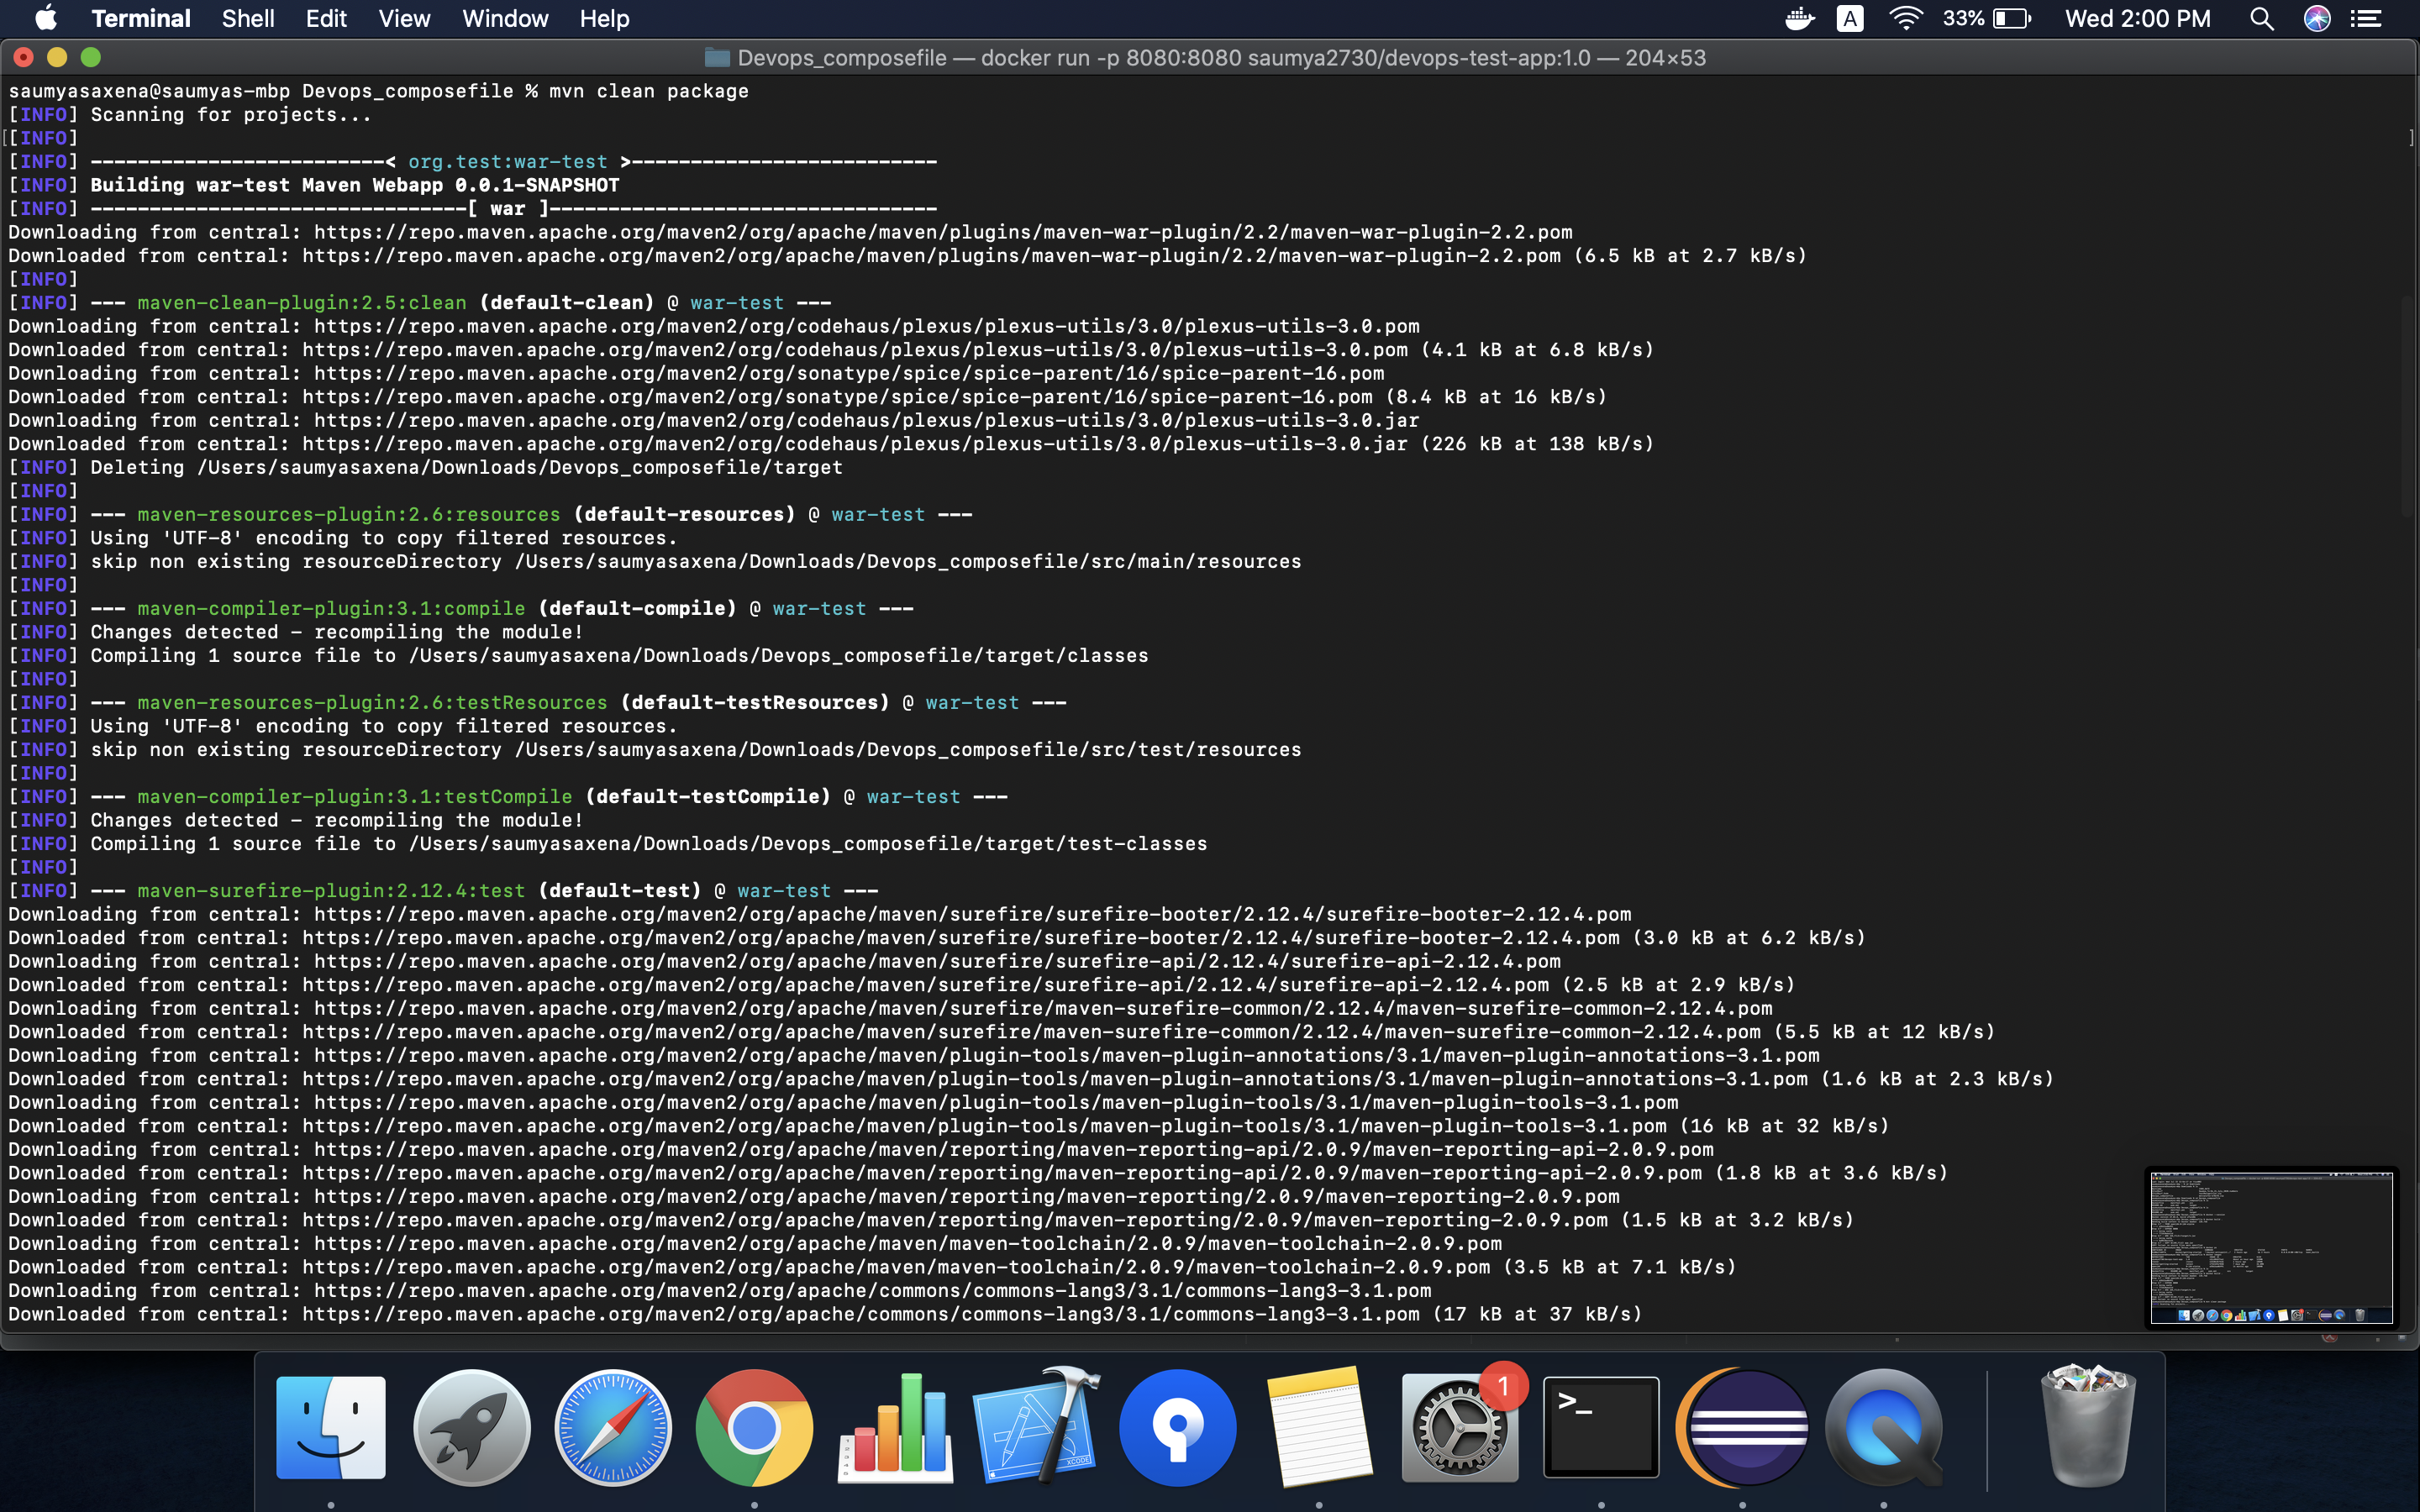 Terminal Shell Edit View Window Help A 33% Wed 2:00 PM
Devops_composefile — docker run -p 8080:8080 saumya2730/devops-test-app:1.0 — 204×53
saumyasaxena@saumyas-mbp Devops_composefile % mvn clean package
[INFO] Scanning for projects...
[[INFO] ]
[INFO] ------------------------< org.test:war-test >-----------------------
[INFO] Building war-test Maven Webapp 0.0.1-SNAPSHOT
[INFO] --------------------------------[ war ]---------------------------------
Downloading from central: https://repo.maven.apache.org/maven2/org/apache/maven/plugins/maven-war-plugin/2.2/maven-war-plugin-2.2.pom
Downloaded from central: https://repo.maven.apache.org/maven2/org/apache/maven/plugins/maven-war-plugin/2.2/maven-war-plugin-2.2.pom (6.5 kB at 2.7 kB/s)
[INFO]
[INFO] --- maven-clean-plugin:2.5:clean (default-clean) @ war-test ---
Downloading from central: https://repo.maven.apache.org/maven2/org/codehaus/plexus/plexus-utils/3.0/plexus-utils-3.0.pom
Downloaded from central: https://repo.maven.apache.org/maven2/org/codehaus/plexus/plexus-utils/3.0/plexus-utils-3.0.pom (4.1 kB at 6.8 kB/s)
Downloading from central: https://repo.maven.apache.org/maven2/org/sonatype/spice/spice-parent/16/spice-parent-16.pom
Downloaded from central: https://repo.maven.apache.org/maven2/org/sonatype/spice/spice-parent/16/spice-parent-16.pom (8.4 kB at 16 kB/s)
Downloading from central: https://repo.maven.apache.org/maven2/org/codehaus/plexus/plexus-utils/3.0/plexus-utils-3.0.jar
Downloaded from central: https://repo.maven.apache.org/maven2/org/codehaus/plexus/plexus-utils/3.0/plexus-utils-3.0.jar (226 kB at 138 kB/s)
[INFO] Deleting /Users/saumyasaxena/Downloads/Devops_composefile/target
[INFO]
[INFO] --- maven-resources-plugin:2.6:resources (default-resources) @ war-test ---
[INFO] Using 'UTF-8' encoding to copy filtered resources.
[INFO] skip non existing resourceDirectory /Users/saumyasaxena/Downloads/Devops_composefile/src/main/resources
[INFO]
[INFO] --- maven-compiler-plugin:3.1:compile (default-compile) @ war-test ---
[INFO] Changes detected - recompiling the module!
[INFO] Compiling 1 source file to /Users/saumyasaxena/Downloads/Devops_composefile/target/classes
[INFO]
[INFO] --- maven-resources-plugin:2.6:testResources (default-testResources) @ war-test ---
[INFO] Using 'UTF-8' encoding to copy filtered resources.
[INFO] skip non existing resourceDirectory /Users/saumyasaxena/Downloads/Devops_composefile/src/test/resources
[INFO]
[INFO] --- maven-compiler-plugin:3.1:testCompile (default-testCompile) @ war-test ---
[INFO] Changes detected - recompiling the module!
[INFO] Compiling 1 source file to /Users/saumyasaxena/Downloads/Devops_composefile/target/test-classes
[INFO]
[INFO] --- maven-surefire-plugin:2.12.4:test (default-test) @ war-test ---
Downloading from central: https://repo.maven.apache.org/maven2/org/apache/maven/surefire/surefire-booter/2.12.4/surefire-booter-2.12.4.pom
Downloaded from central: https://repo.maven.apache.org/maven2/org/apache/maven/surefire/surefire-booter/2.12.4/surefire-booter-2.12.4.pom (3.0 kB at 6.2 kB/s)
Downloading from central: https://repo.maven.apache.org/maven2/org/apache/maven/surefire/surefire-api/2.12.4/surefire-api-2.12.4.pom
Downloaded from central: https://repo.maven.apache.org/maven2/org/apache/maven/surefire/surefire-api/2.12.4/surefire-api-2.12.4.pom (2.5 kB at 2.9 kB/s)
Downloading from central: https://repo.maven.apache.org/maven2/org/apache/maven/surefire/maven-surefire-common/2.12.4/maven-surefire-common-2.12.4.pom
Downloaded from central: https://repo.maven.apache.org/maven2/org/apache/maven/surefire/maven-surefire-common/2.12.4/maven-surefire-common-2.12.4.pom (5.5 kB at 12 kB/s)
Downloading from central: https://repo.maven.apache.org/maven2/org/apache/maven/plugin-tools/maven-plugin-annotations/3.1/maven-plugin-annotations-3.1.pom
Downloaded from central: https://repo.maven.apache.org/maven2/org/apache/maven/plugin-tools/maven-plugin-annotations/3.1/maven-plugin-annotations-3.1.pom (1.6 kB at 2.3 kB/s)
Downloading from central: https://repo.maven.apache.org/maven2/org/apache/maven/plugin-tools/maven-plugin-tools/3.1/maven-plugin-tools-3.1.pom
Downloaded from central: https://repo.maven.apache.org/maven2/org/apache/maven/plugin-tools/maven-plugin-tools/3.1/maven-plugin-tools-3.1.pom (16 kB at 32 kB/s)
Downloading from central: https://repo.maven.apache.org/maven2/org/apache/maven/reporting/maven-reporting-api/2.0.9/maven-reporting-api-2.0.9.pom
Downloaded from central: https://repo.maven.apache.org/maven2/org/apache/maven/reporting/maven-reporting-api/2.0.9/maven-reporting-api-2.0.9.pom (1.8 kB at 3.6 kB/s)
Downloading from central: https://repo.maven.apache.org/maven2/org/apache/maven/reporting/maven-reporting/2.0.9/maven-reporting-2.0.9.pom
Downloaded from central: https://repo.maven.apache.org/maven2/org/apache/maven/reporting/maven-reporting/2.0.9/maven-reporting-2.0.9.pom (1.5 kB at 3.2 kB/s)
Downloading from central: https://repo.maven.apache.org/maven2/org/apache/maven/maven-toolchain/2.0.9/maven-toolchain-2.0.9.pom
Downloaded from central: https://repo.maven.apache.org/maven2/org/apache/maven/maven-toolchain/2.0.9/maven-toolchain-2.0.9.pom (3.5 kB at 7.1 kB/s)
Downloading from central: https://repo.maven.apache.org/maven2/org/apache/commons/commons-lang3/3.1/commons-lang3-3.1.pom
Downloaded from central: https://repo.maven.apache.org/maven2/org/apache/commons/commons-lang3/3.1/commons-lang3-3.1.pom (17 kB at 37 kB/s)
1
>_
XCODE